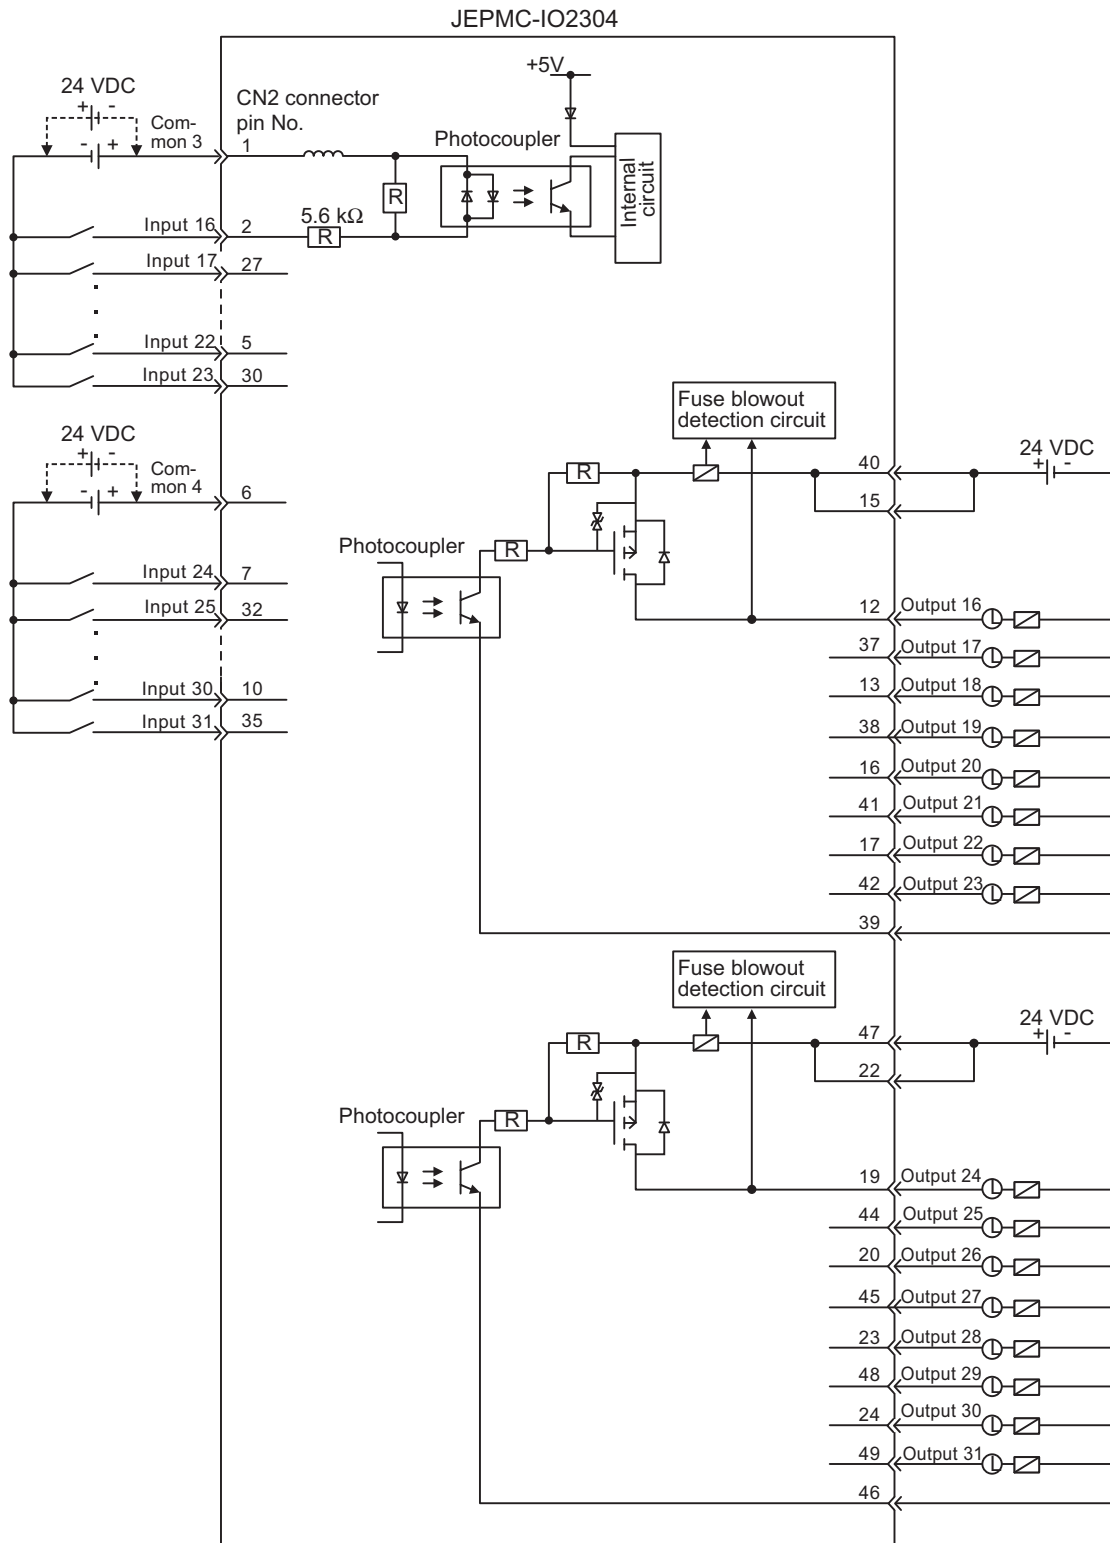 JEPMC-IO2304
+5V
24 VDC
+ -
Com-
mon 3
- +
CN2 connector
pin No.
1
Photocoupler
Internal
circuit
R
Input 16
2
5.6 kΩ
R
Input 17
27
Input 22
5
Input 23
30
24 VDC
+ -
Com-
mon 4
- +
6
Input 24
7
Input 25
32
Input 30
10
Input 31
35
Fuse blowout
detection circuit
R
40
24 VDC
+ -
15
Photocoupler
R
12
Output 16
L
37
Output 17
L
13
Output 18
L
38
Output 19
L
16
Output 20
L
41
Output 21
L
17
Output 22
L
42
Output 23
L
39
Fuse blowout
detection circuit
R
47
24 VDC
+ -
22
Photocoupler
R
19
Output 24
L
44
Output 25
L
20
Output 26
L
45
Output 27
L
23
Output 28
L
48
Output 29
L
24
Output 30
L
49
Output 31
L
46